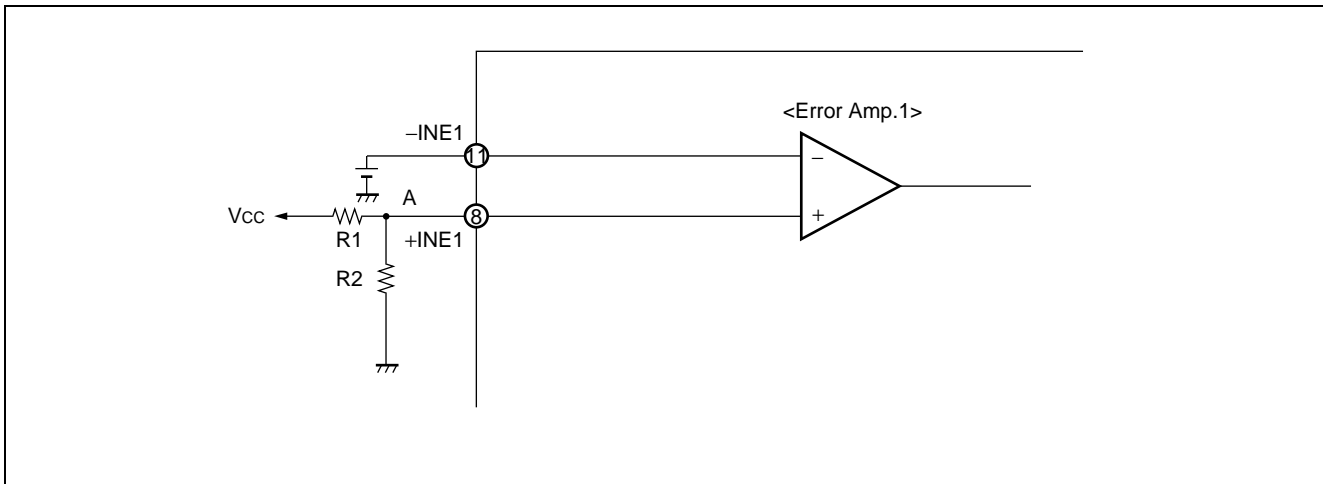 <Error Amp.1>
−INE1
11
−
A
Vcc
8
+
R1
+INE1
R2